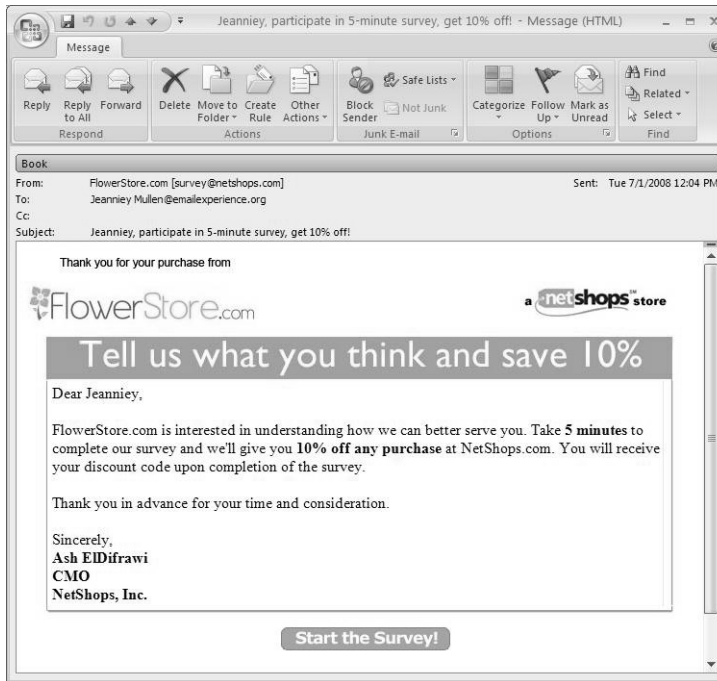 Jeanniey, participate in 5-minute survey, get 10% off! - Message (HTML)
Message
Reply
Reply to All
Forward
Respond
Delete
Move to Folder
Create Rule
Other Actions
Actions
Block Sender
Safe Lists
Not Junk
Junk E-mail
Categorize
Follow Up
Mark as Unread
Options
Find
Related
Select
Find
Book
From: FlowerStore.com [survey@netshops.com] Sent: Tue 7/1/2008 12:04 PM
To: Jeanniey Mullen@emailexperience.org
Cc:
Subject: Jeanniey, participate in 5-minute survey, get 10% off!
Thank you for your purchase from
FlowerStore.com
a netshops℠ store
Tell us what you think and save 10%
Dear Jeanniey,
FlowerStore.com is interested in understanding how we can better serve you. Take 5 minutes to
complete our survey and we'll give you 10% off any purchase at NetShops.com. You will receive
your discount code upon completion of the survey.
Thank you in advance for your time and consideration.
Sincerely,
Ash ElDifrawi
CMO
NetShops, Inc.
Start the Survey!